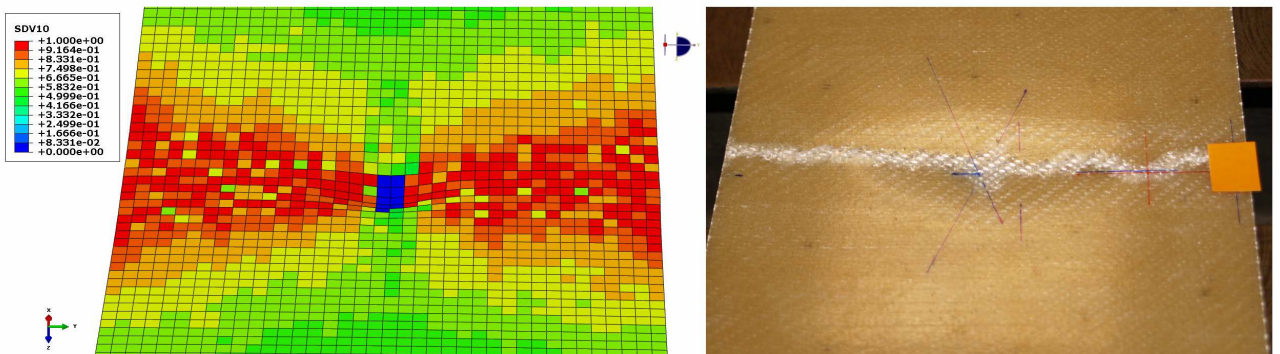 SDV10
+1.000e+00
+9.164e-01
+8.331e-01
+7.498e-01
+6.665e-01
+5.832e-01
+4.999e-01
+4.166e-01
+3.332e-01
+2.499e-01
+1.666e-01
+8.331e-02
+0.000e+00
X
Y
Z